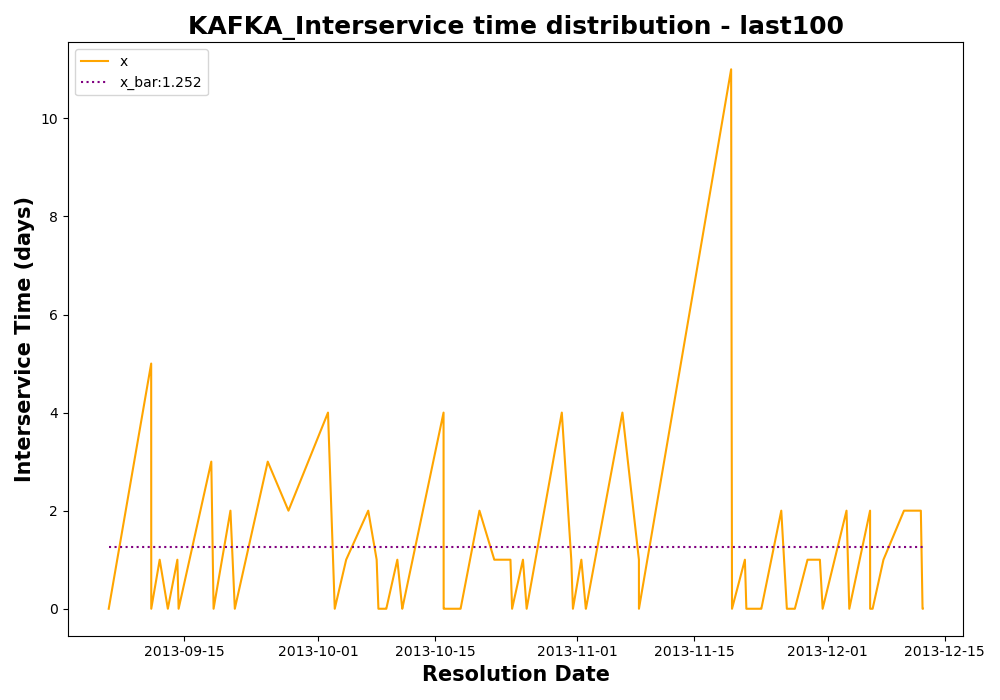 KAFKA_Interservice time distribution - last100
x
x_bar:1.252
Interservice Time (days)
10
8
6
4
2
0
2013-09-15
2013-10-01
2013-10-15
2013-11-01
2013-11-15
2013-12-01
2013-12-15
Resolution Date